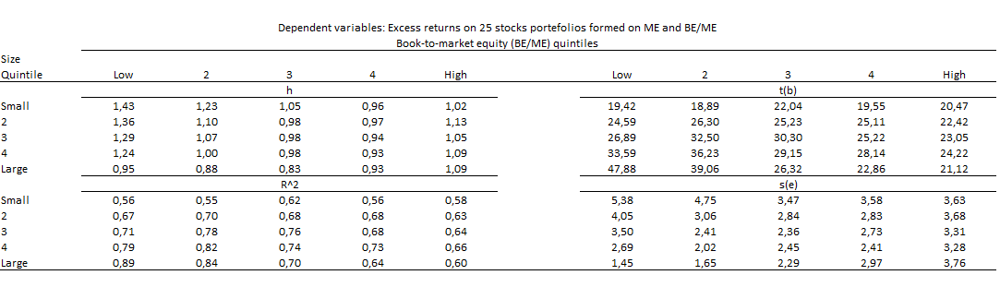 Dependent variables: Excess returns on 25 stocks portefolios formed on ME and BE/ME
Book-to-market equity (BE/ME) quintiles
Size
Quintile Low 2 3 4 High Low 2 3 4 High
h t(b)
Small 1,43 1,23 1,05 0,96 1,02 19,42 18,89 22,04 19,55 20,47
2 1,36 1,10 0,98 0,97 1,13 24,59 26,30 25,23 25,11 22,42
3 1,29 1,07 0,98 0,94 1,05 26,89 32,50 30,30 25,22 23,05
4 1,24 1,00 0,98 0,93 1,09 33,59 36,23 29,15 28,14 24,22
Large 0,95 0,88 0,83 0,93 1,09 47,88 39,06 26,32 22,86 21,12
R^2 s(e)
Small 0,56 0,55 0,62 0,56 0,58 5,38 4,75 3,47 3,58 3,63
2 0,67 0,70 0,68 0,68 0,63 4,05 3,06 2,84 2,83 3,68
3 0,71 0,78 0,76 0,68 0,64 3,50 2,41 2,36 2,73 3,31
4 0,79 0,82 0,74 0,73 0,66 2,69 2,02 2,45 2,41 3,28
Large 0,89 0,84 0,70 0,64 0,60 1,45 1,65 2,29 2,97 3,76